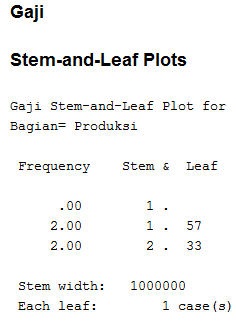 Gaji
Stem-and-Leaf Plots
Gaji Stem-and-Leaf Plot for
Bagian= Produksi
Frequency    Stem &  Leaf
.00        1 .
2.00        1 .  57
2.00        2 .  33
Stem width:   1000000
Each leaf:        1 case(s)